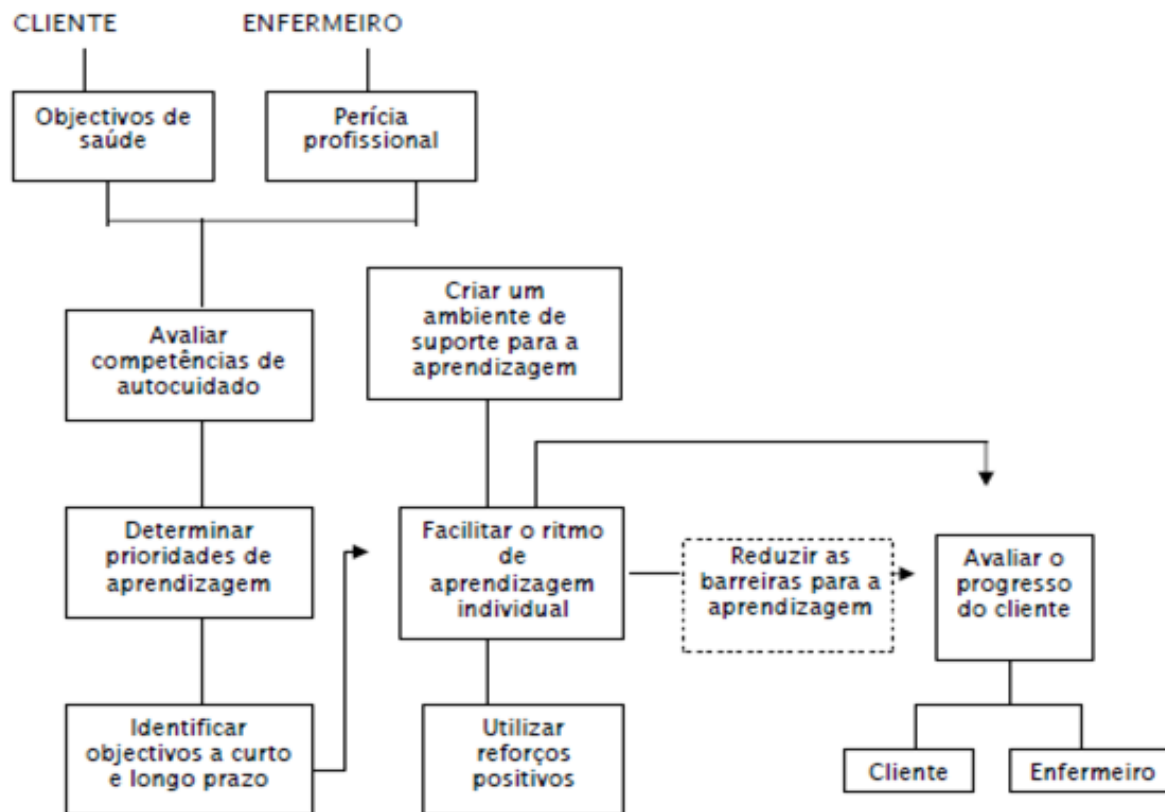 CLIENTE
ENFERMEIRO
Objectivos de
saúde
Perícia
profissional
Criar um
ambiente de
suporte para a
aprendizagem
Avaliar
competências de
autocuidado
Determinar
prioridades de
aprendizagem
Facilitar o ritmo
de
aprendizagem
individual
Reduzir as
barreiras para a
aprendizagem
Avaliar o
progresso
do cliente
Identificar
objectivos a curto
e longo prazo
Utilizar
reforços
positivos
Cliente
Enfermeiro